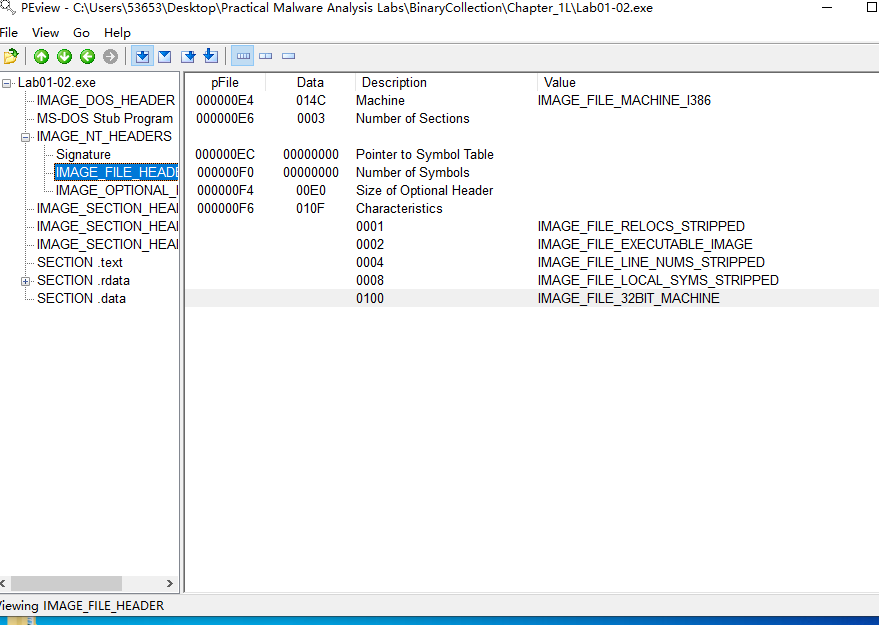 PEview - C:\Users\53653\Desktop\Practical Malware Analysis Labs\BinaryCollection\Chapter_1L\Lab01-02.exe
File View Go Help
Lab01-02.exe
IMAGE_DOS_HEADER
MS-DOS Stub Program
IMAGE_NT_HEADERS
Signature
IMAGE_FILE_HEADE
IMAGE_OPTIONAL_
IMAGE_SECTION_HEA
IMAGE_SECTION_HEA
IMAGE_SECTION_HEA
SECTION .text
SECTION .rdata
SECTION .data
pFile Data Description Value
000000E4 014C Machine IMAGE_FILE_MACHINE_I386
000000E6 0003 Number of Sections
000000EC 00000000 Pointer to Symbol Table
000000F0 00000000 Number of Symbols
000000F4 00E0 Size of Optional Header
000000F6 010F Characteristics
0001 IMAGE_FILE_RELOCS_STRIPPED
0002 IMAGE_FILE_EXECUTABLE_IMAGE
0004 IMAGE_FILE_LINE_NUMS_STRIPPED
0008 IMAGE_FILE_LOCAL_SYMS_STRIPPED
0100 IMAGE_FILE_32BIT_MACHINE
Viewing IMAGE_FILE_HEADER